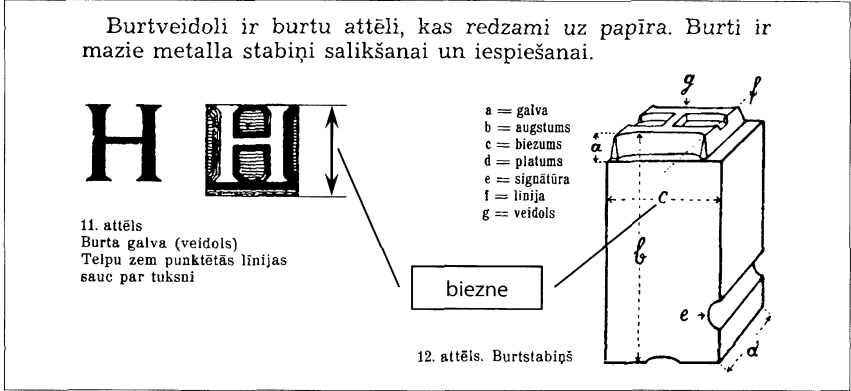 Burtveidoli ir burtu attēli, kas redzami uz papīra. Burti ir
mazie metalla stabiņi salikšanai un iespiešanai.
H H
11. attēls
Burta galva (veidols)
Telpu zem punktētās līnijas
sauc par tuksni
biezne
a = galva
b = augstums
c = biezums
d = platums
e = signātūra
f = līnija
g = veidols
g
f
a
c
b
e
d
12. attēls. Burtstabiņš